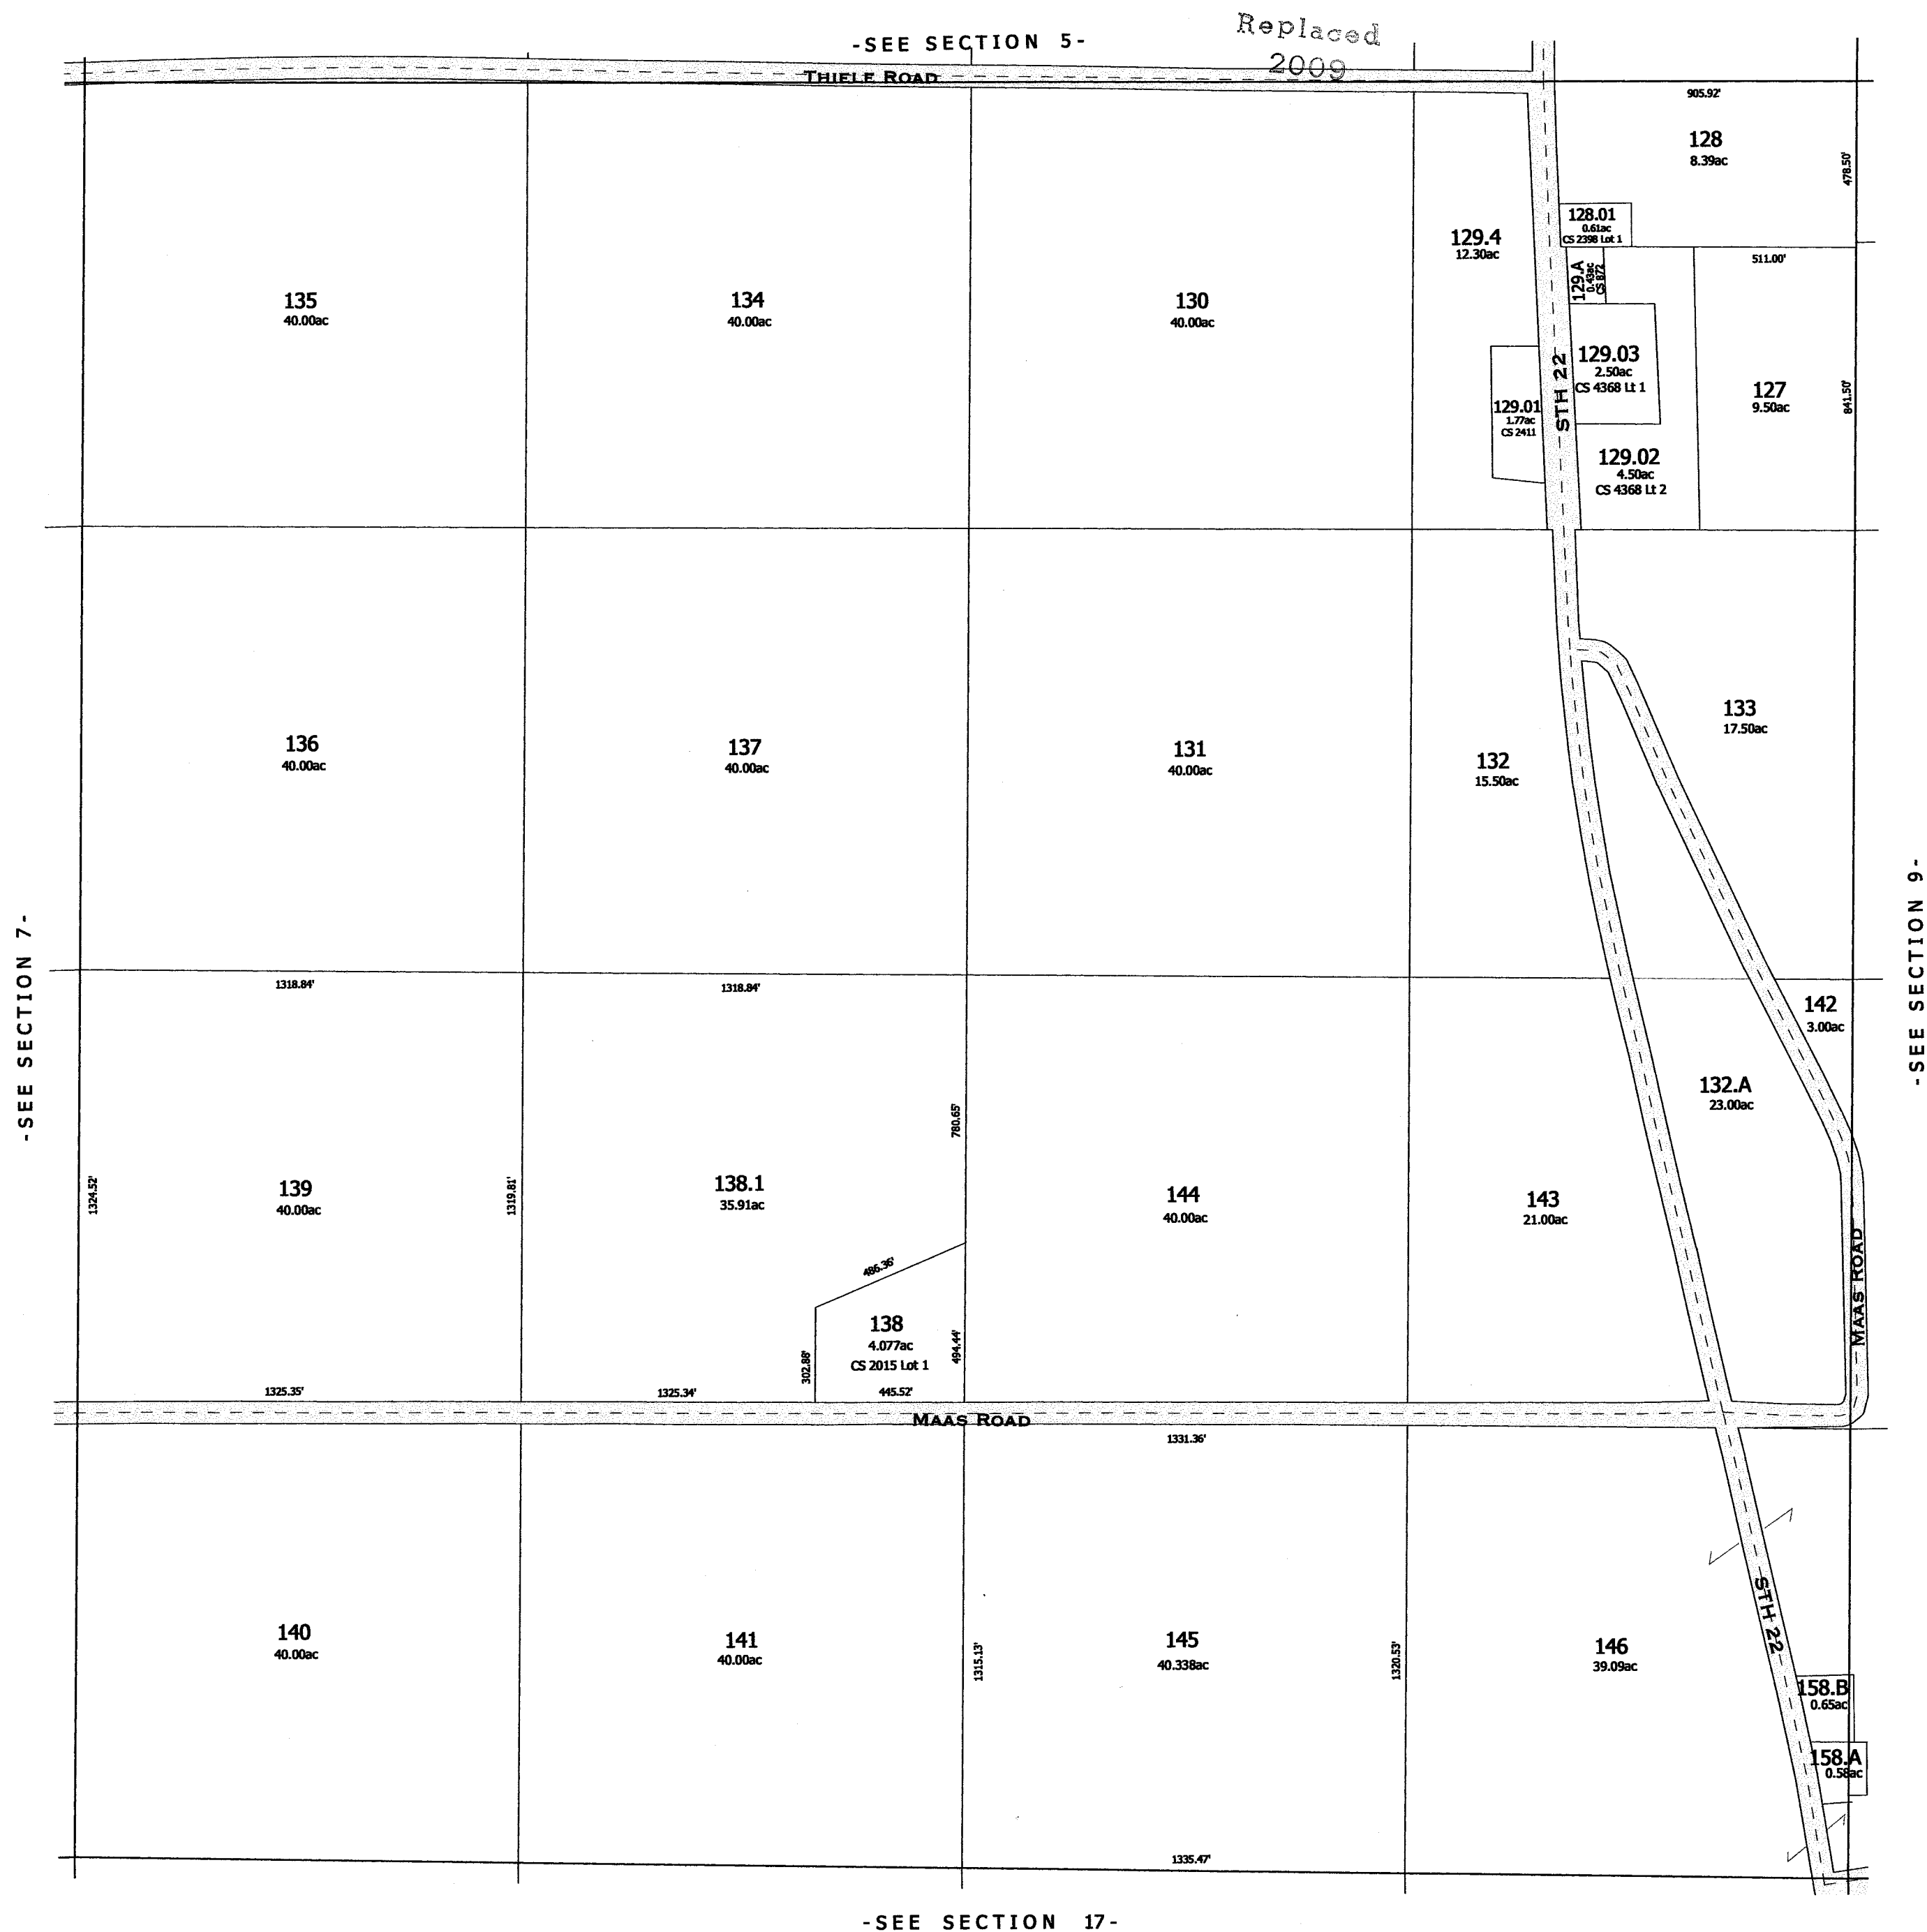 -SEE SECTION 5-
Replaced
2009
THIELE ROAD
905.92'
128
8.39ac
478.50'
128.01
0.61ac
CS 2398 Lot 1
129.4
12.30ac
511.00'
129.A
0.43ac
CS 872
135
40.00ac
134
40.00ac
130
40.00ac
STH 22
129.03
2.50ac
CS 4368 Lt 1
127
9.50ac
841.50'
129.01
1.77ac
CS 2411
129.02
4.50ac
CS 4368 Lt 2
136
40.00ac
137
40.00ac
131
40.00ac
132
15.50ac
133
17.50ac
-SEE SECTION 7-
-SEE SECTION 9-
1318.84'
1318.84'
142
3.00ac
132.A
23.00ac
780.65'
1324.52'
139
40.00ac
1319.81'
138.1
35.91ac
144
40.00ac
143
21.00ac
MAAS ROAD
486.36'
138
4.077ac
CS 2015 Lot 1
302.88'
494.44'
1325.35'
1325.34'
445.52'
MAAS ROAD
1331.36'
STH 22
140
40.00ac
141
40.00ac
1315.13'
145
40.338ac
1320.53'
146
39.09ac
158.B
0.65ac
158.A
0.58ac
1335.47'
-SEE SECTION 17-